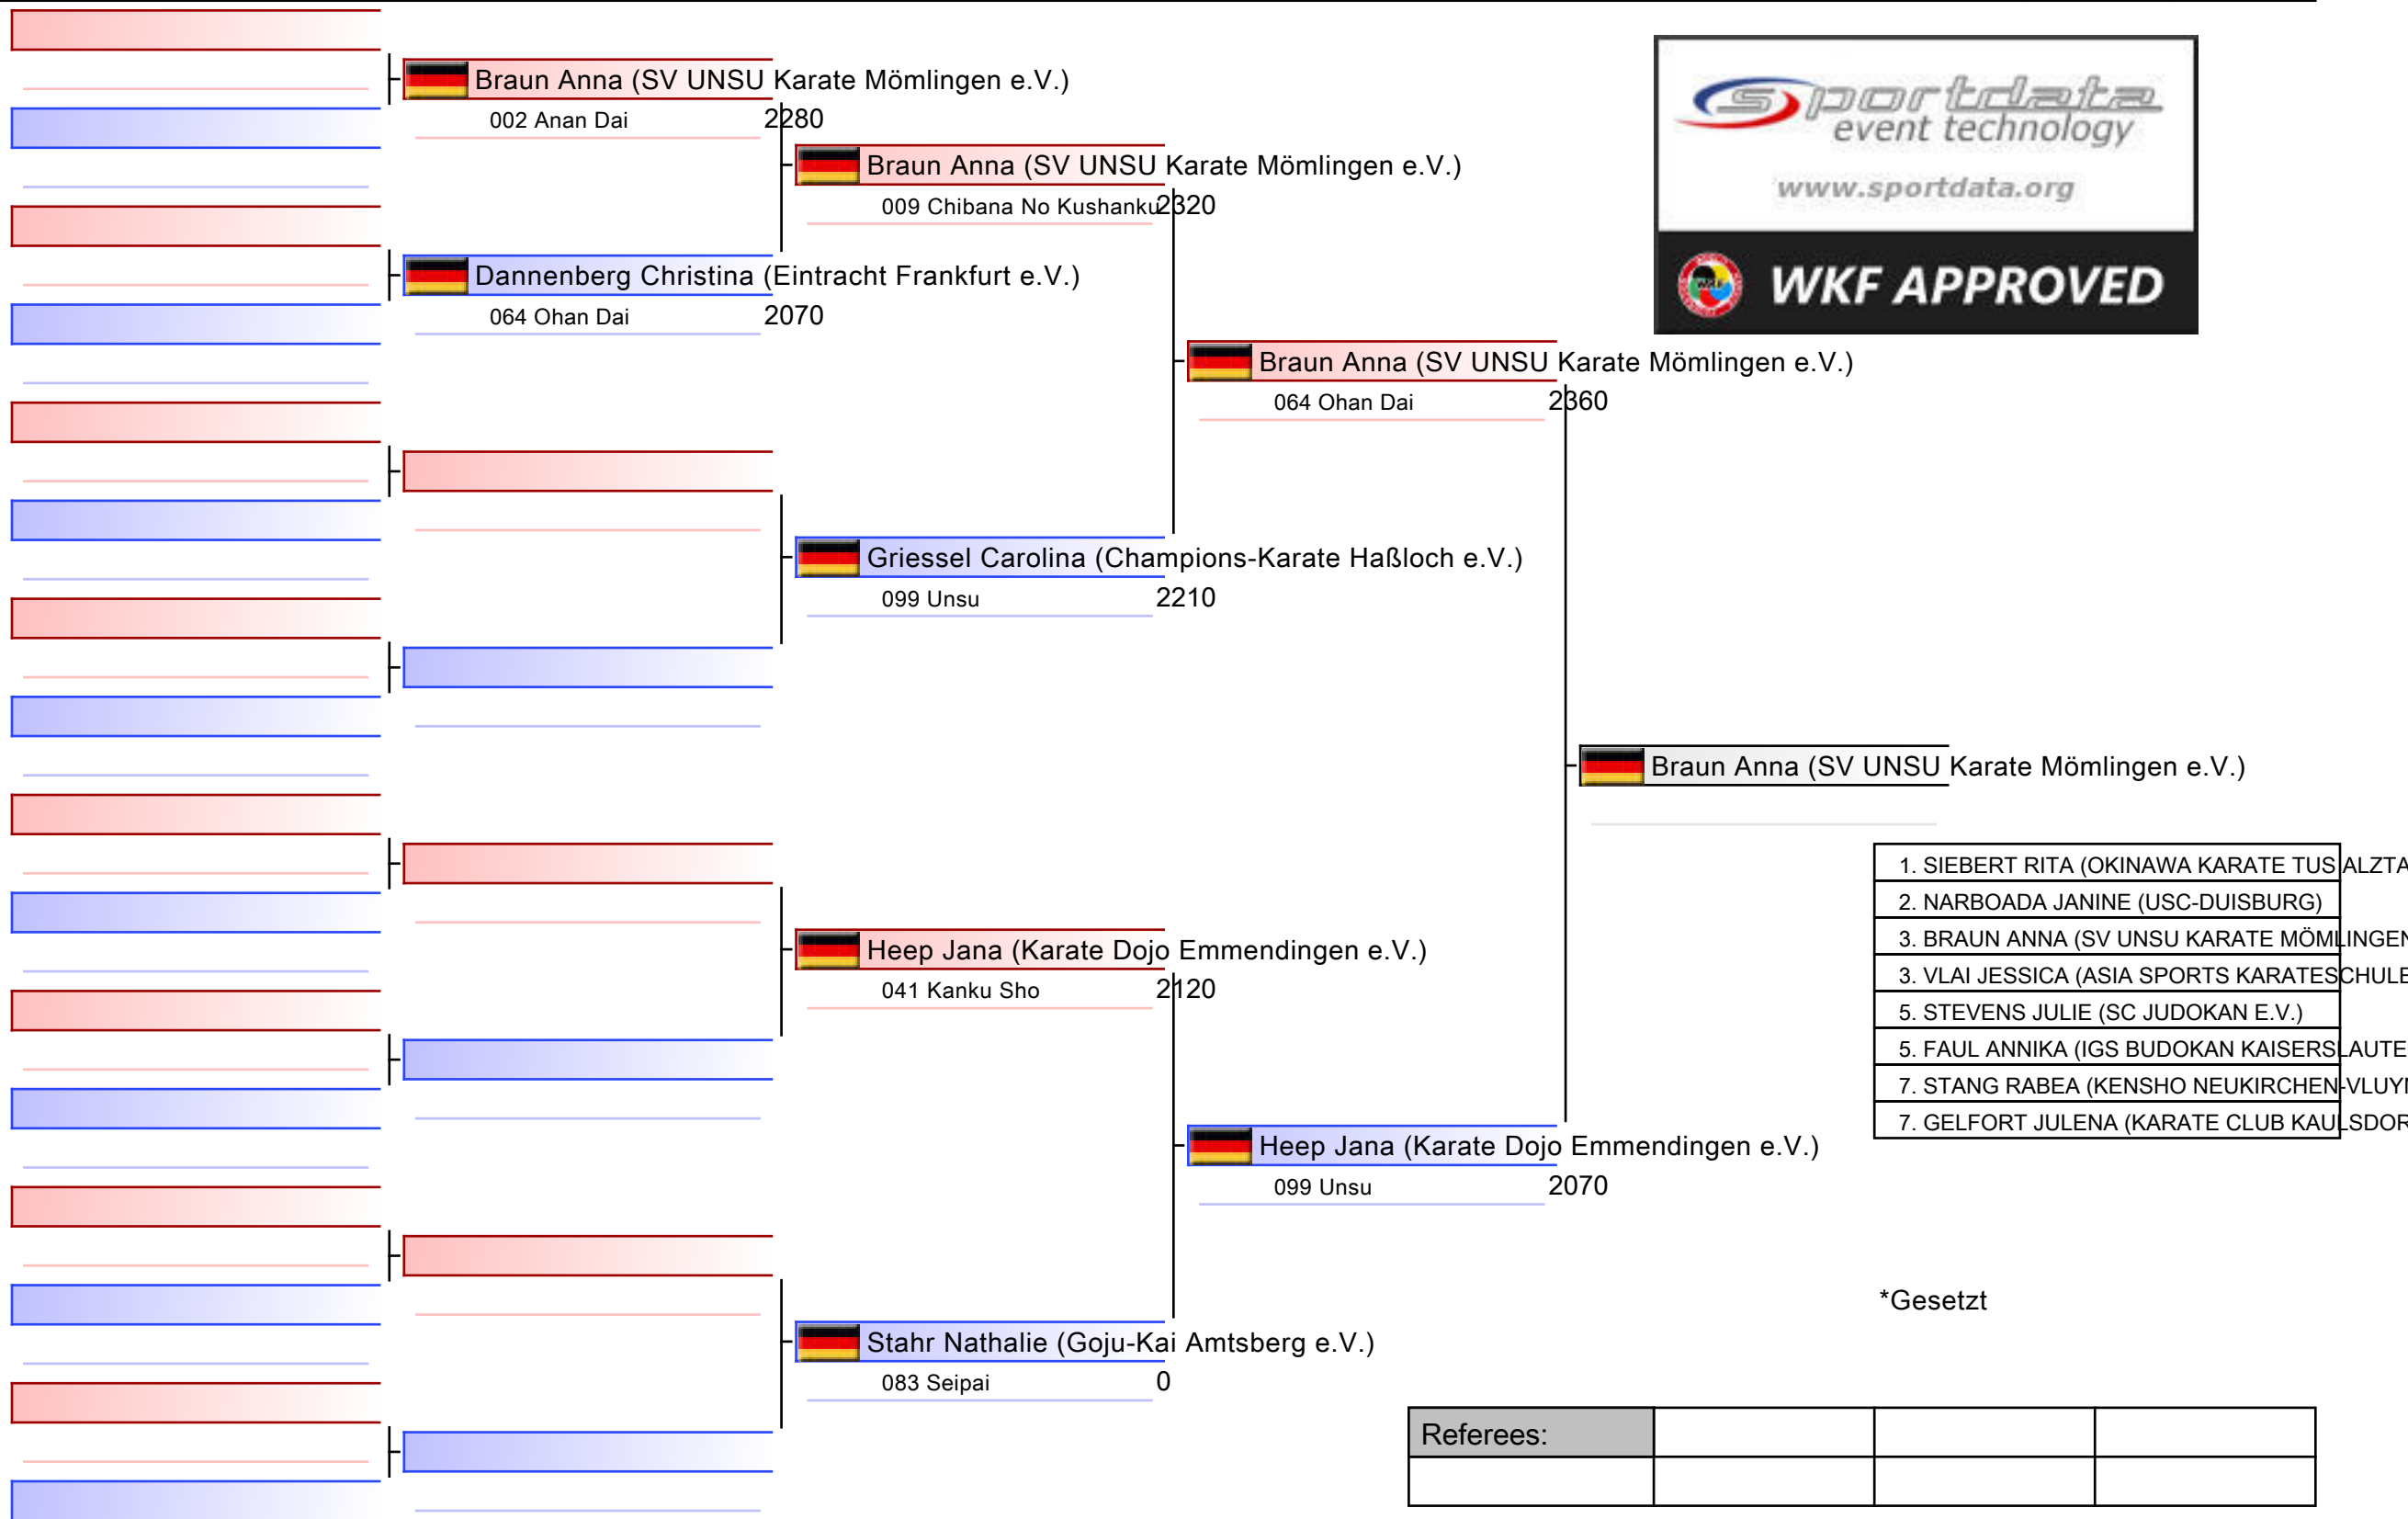 Braun Anna (SV UNSU Karate Mömlingen e.V.)
002 Anan Dai 2280
Dannenberg Christina (Eintracht Frankfurt e.V.)
064 Ohan Dai 2070
Braun Anna (SV UNSU Karate Mömlingen e.V.)
009 Chibana No Kushanku 2320
Griessel Carolina (Champions-Karate Haßloch e.V.)
099 Unsu 2210
Heep Jana (Karate Dojo Emmendingen e.V.)
041 Kanku Sho 2120
Stahr Nathalie (Goju-Kai Amtsberg e.V.)
083 Seipai 0
Braun Anna (SV UNSU Karate Mömlingen e.V.)
064 Ohan Dai 2360
Heep Jana (Karate Dojo Emmendingen e.V.)
099 Unsu 2070
Braun Anna (SV UNSU Karate Mömlingen e.V.)
sportdata
event technology
www.sportdata.org
WKF APPROVED
1. SIEBERT RITA (OKINAWA KARATE TUS ALZTA
2. NARBOADA JANINE (USC-DUISBURG)
3. BRAUN ANNA (SV UNSU KARATE MÖMLINGEN
3. VLAI JESSICA (ASIA SPORTS KARATESCHULE
5. STEVENS JULIE (SC JUDOKAN E.V.)
5. FAUL ANNIKA (IGS BUDOKAN KAISERSLAUTE
7. STANG RABEA (KENSHO NEUKIRCHEN-VLUYN
7. GELFORT JULENA (KARATE CLUB KAULSDOR
*Gesetzt
Referees: